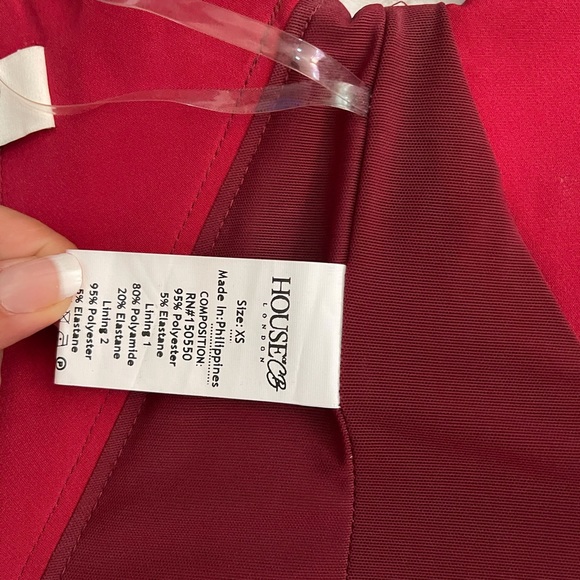 HOUSE OF CB
LONDON
Size: XS
Made In: Philippines
RN#150550
COMPOSITION:
95% Polyester
5% Elastane
Lining 1
80% Polyamide
20% Elastane
Lining 2
95% Polyester
5% Elastane